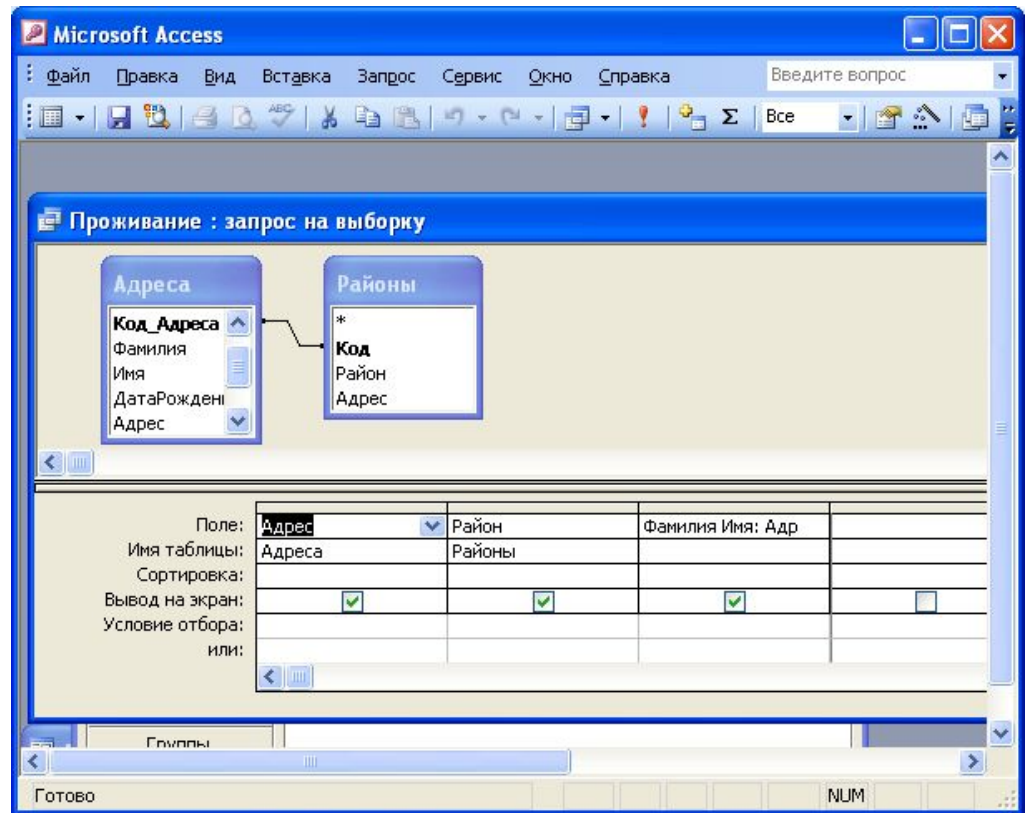 Microsoft Access
Файл Правка Вид Вставка Запрос Сервис Окно Справка Введите вопрос
ABC Σ Все
Проживание : запрос на выборку
Адреса Районы
Код_Адреса *
Фамилия Код
Имя Район
ДатаРождени Адрес
Адрес
Поле: Адрес Район Фамилия Имя: Адр
Имя таблицы: Адреса Районы
Сортировка:
Вывод на экран:
Условие отбора:
или:
Группы
Готово NUM